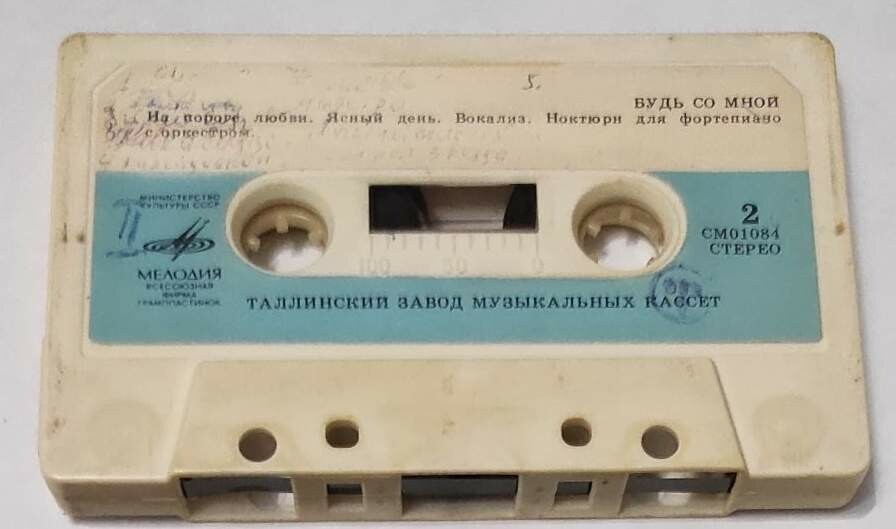 5.
БУДЬ СО МНОЙ
На пороге любви. Ясный день. Вокализ. Ноктюрн для фортепиано
с оркестром.
МИНИСТЕРСТВО
КУЛЬТУРЫ СССР
II
2
СМ01084
СТЕРЕО
МЕЛОДИЯ
ВСЕСОЮЗНАЯ
ФИРМА
ГРАМПЛАСТИНОК
100 50 0
ТАЛЛИНСКИЙ ЗАВОД МУЗЫКАЛЬНЫХ КАССЕТ